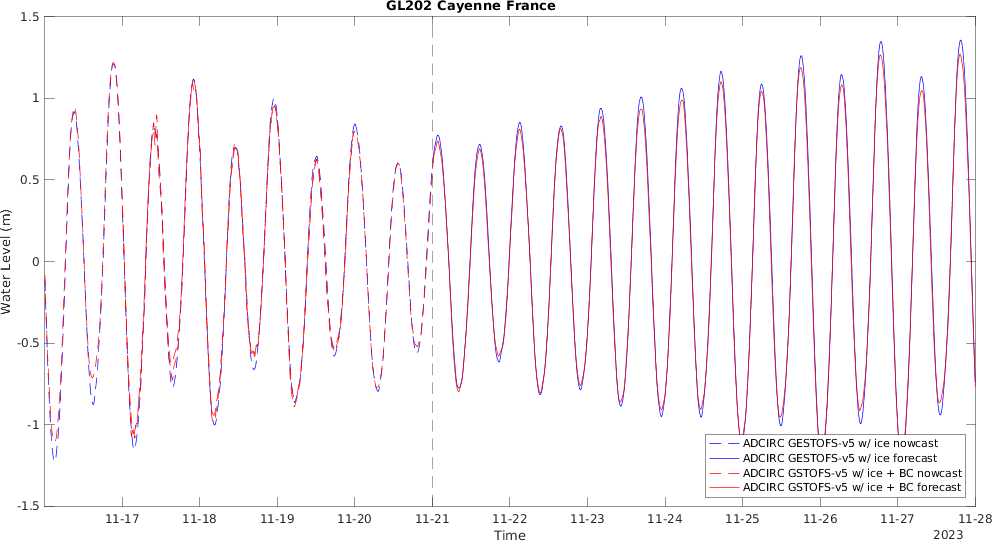 GL202 Cayenne France
1.5
1
0.5
0
-0.5
-1
-1.5
Water Level (m)
11-17 11-18 11-19 11-20 11-21 11-22 11-23 11-24 11-25 11-26 11-27 11-28
Time
2023
ADCIRC GESTOFS-v5 w/ ice nowcast
ADCIRC GESTOFS-v5 w/ ice forecast
ADCIRC GSTOFS-v5 w/ ice + BC nowcast
ADCIRC GSTOFS-v5 w/ ice + BC forecast